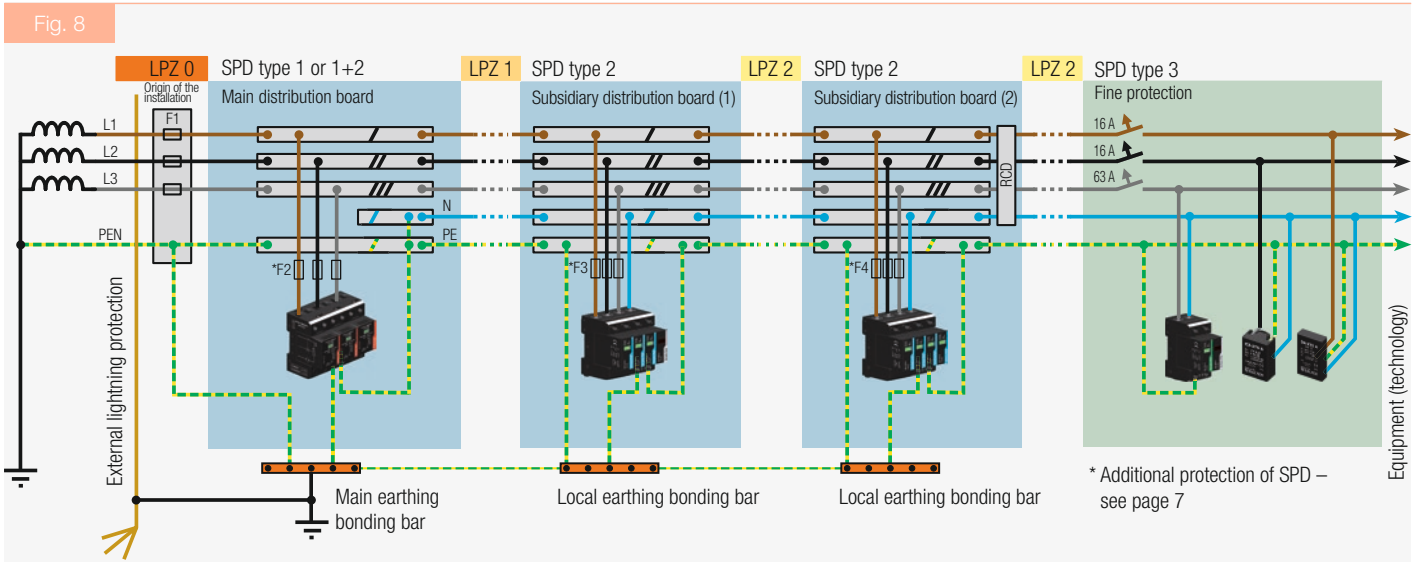 Fig. 8
LPZ 0
SPD type 1 or 1+2
LPZ 1
SPD type 2
LPZ 2
SPD type 2
LPZ 2
SPD type 3
Origin of the
installation
Main distribution board
Subsidiary distribution board (1)
Subsidiary distribution board (2)
Fine protection
F1
L1
L2
L3
N
PEN
PE
RCD
16 A
16 A
63 A
*F2
*F3
*F4
External lightning protection
Equipment (technology)
Main earthing
bonding bar
Local earthing bonding bar
Local earthing bonding bar
* Additional protection of SPD –
see page 7